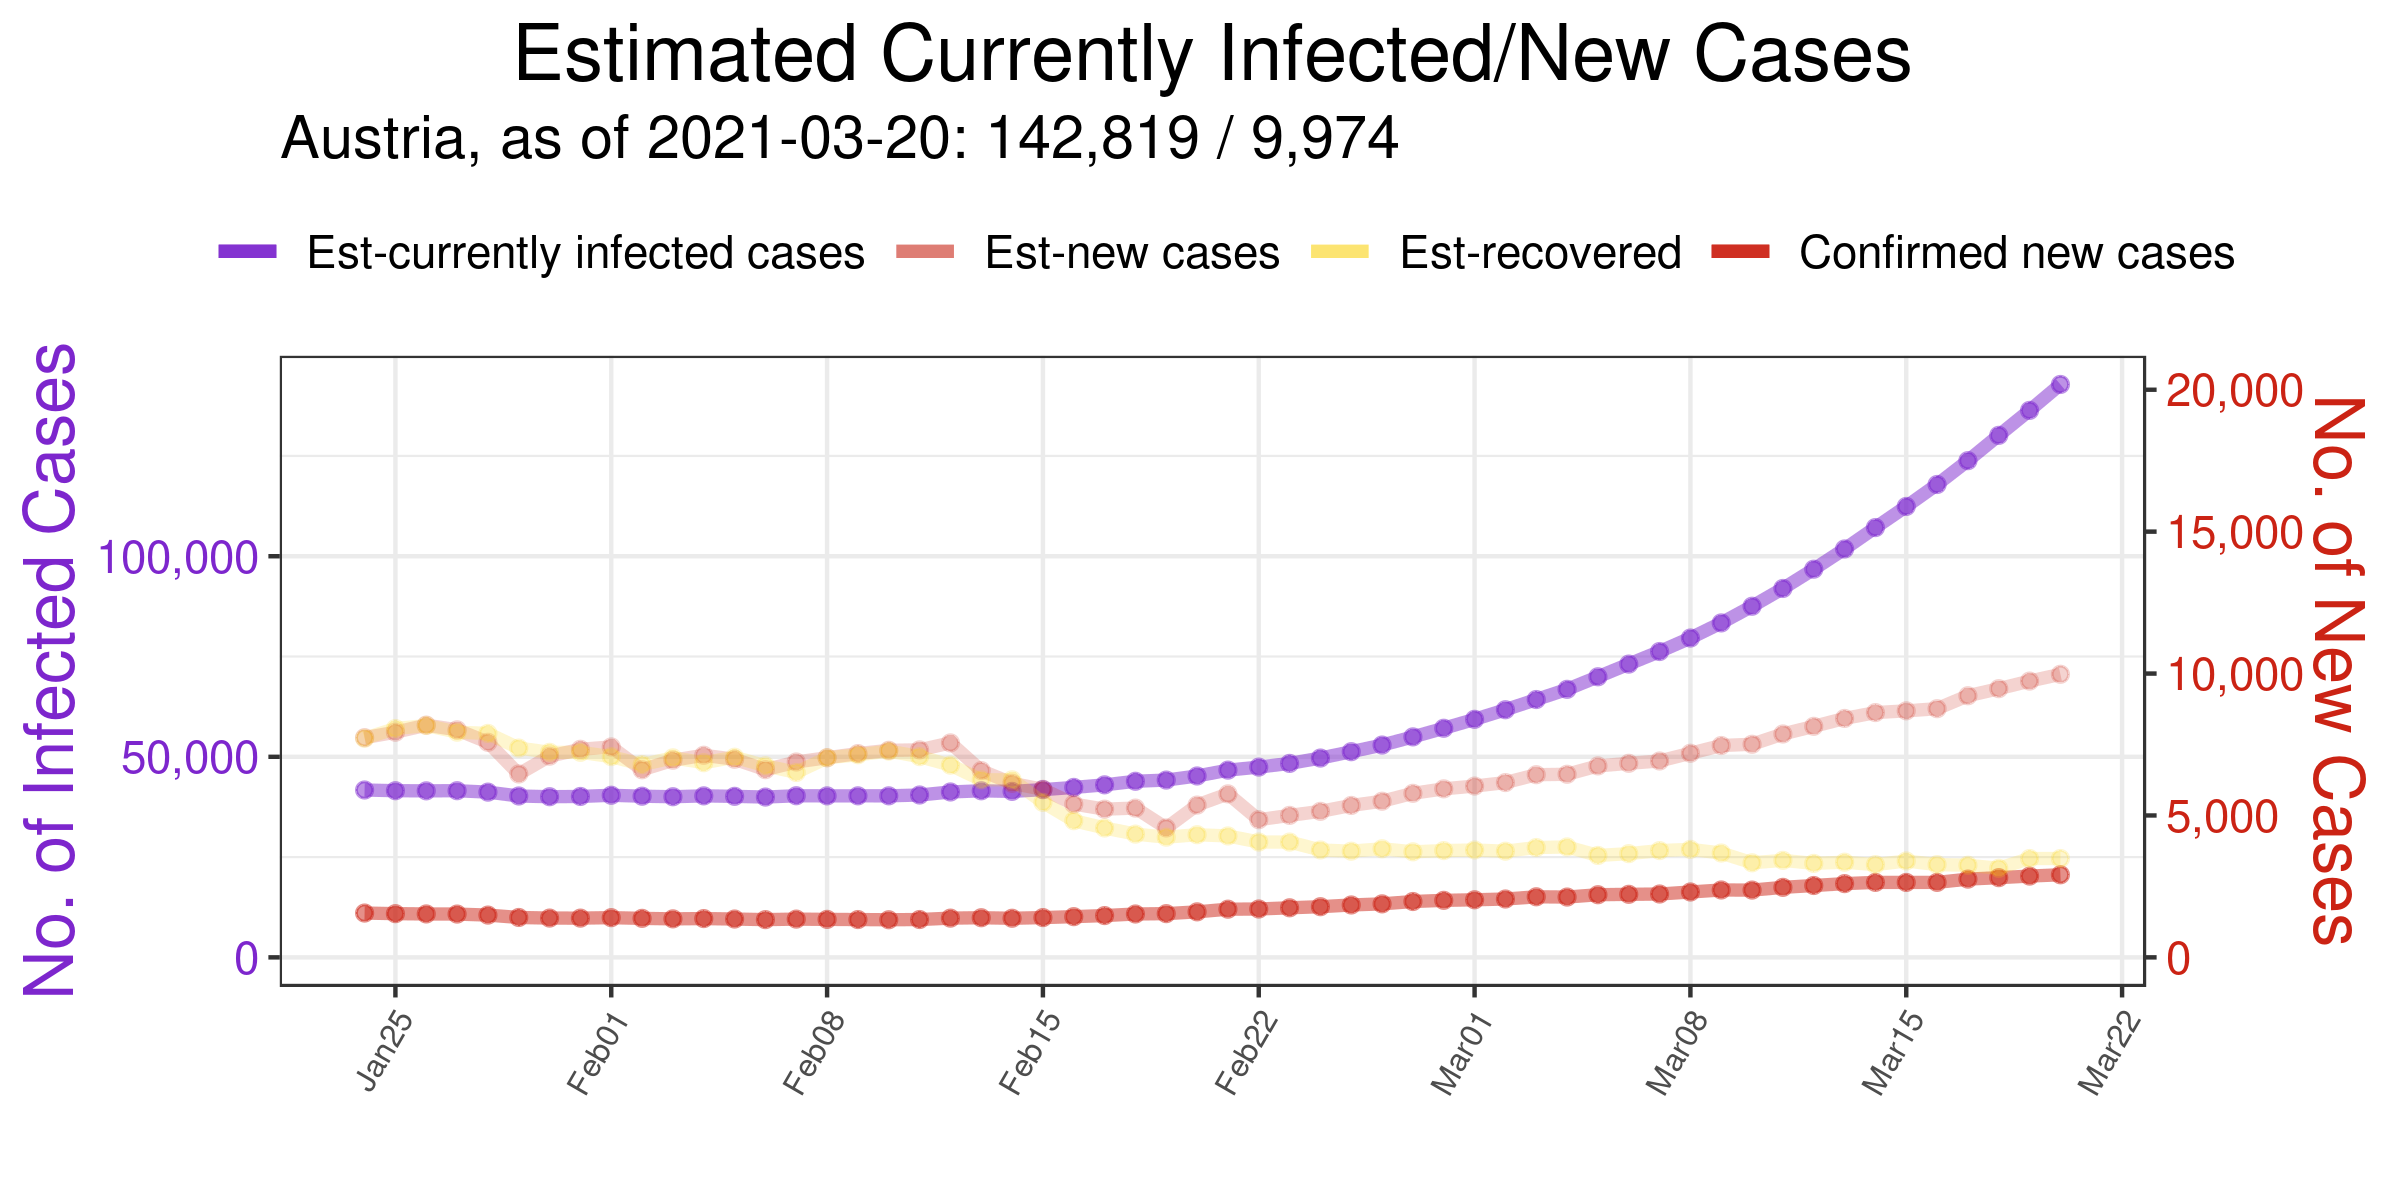 Estimated Currently Infected/New Cases
Austria, as of 2021-03-20: 142,819 / 9,974
Est-currently infected cases Est-new cases Est-recovered Confirmed new cases
No. of Infected Cases
100,000
50,000
0
20,000
15,000
10,000
5,000
0
No. of New Cases
Jan25 Feb01 Feb08 Feb15 Feb22 Mar01 Mar08 Mar15 Mar22